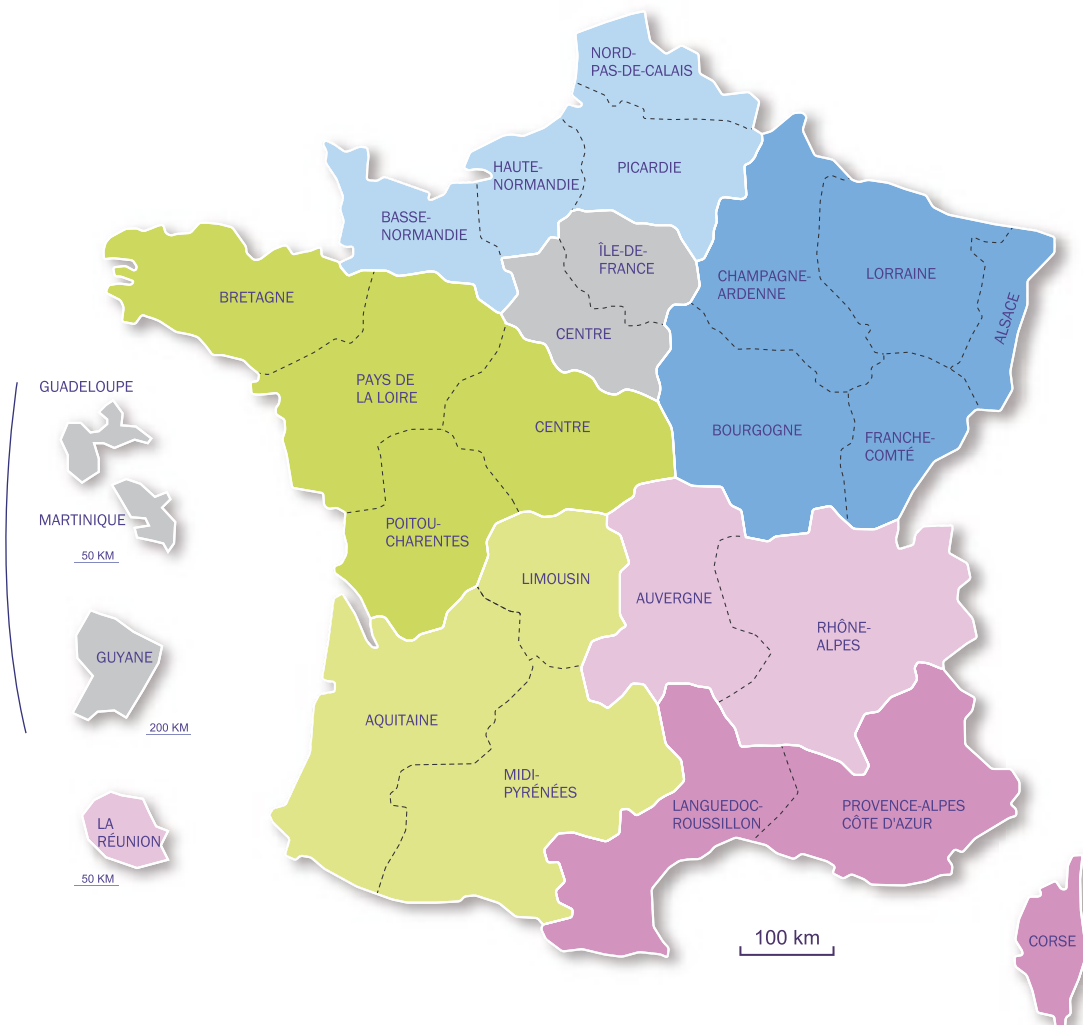 NORD-
PAS-DE-CALAIS
HAUTE-
NORMANDIE
PICARDIE
BASSE-
NORMANDIE
ÎLE-DE-
FRANCE
CHAMPAGNE-
ARDENNE
LORRAINE
ALSACE
BRETAGNE
CENTRE
PAYS DE
LA LOIRE
CENTRE
BOURGOGNE
FRANCHE-
COMTÉ
GUADELOUPE
MARTINIQUE
50 KM
POITOU-
CHARENTES
LIMOUSIN
AUVERGNE
RHÔNE-
ALPES
GUYANE
200 KM
AQUITAINE
MIDI-
PYRÉNÉES
LANGUEDOC-
ROUSSILLON
PROVENCE-ALPES
CÔTE D'AZUR
LA
RÉUNION
50 KM
100 km
CORSE